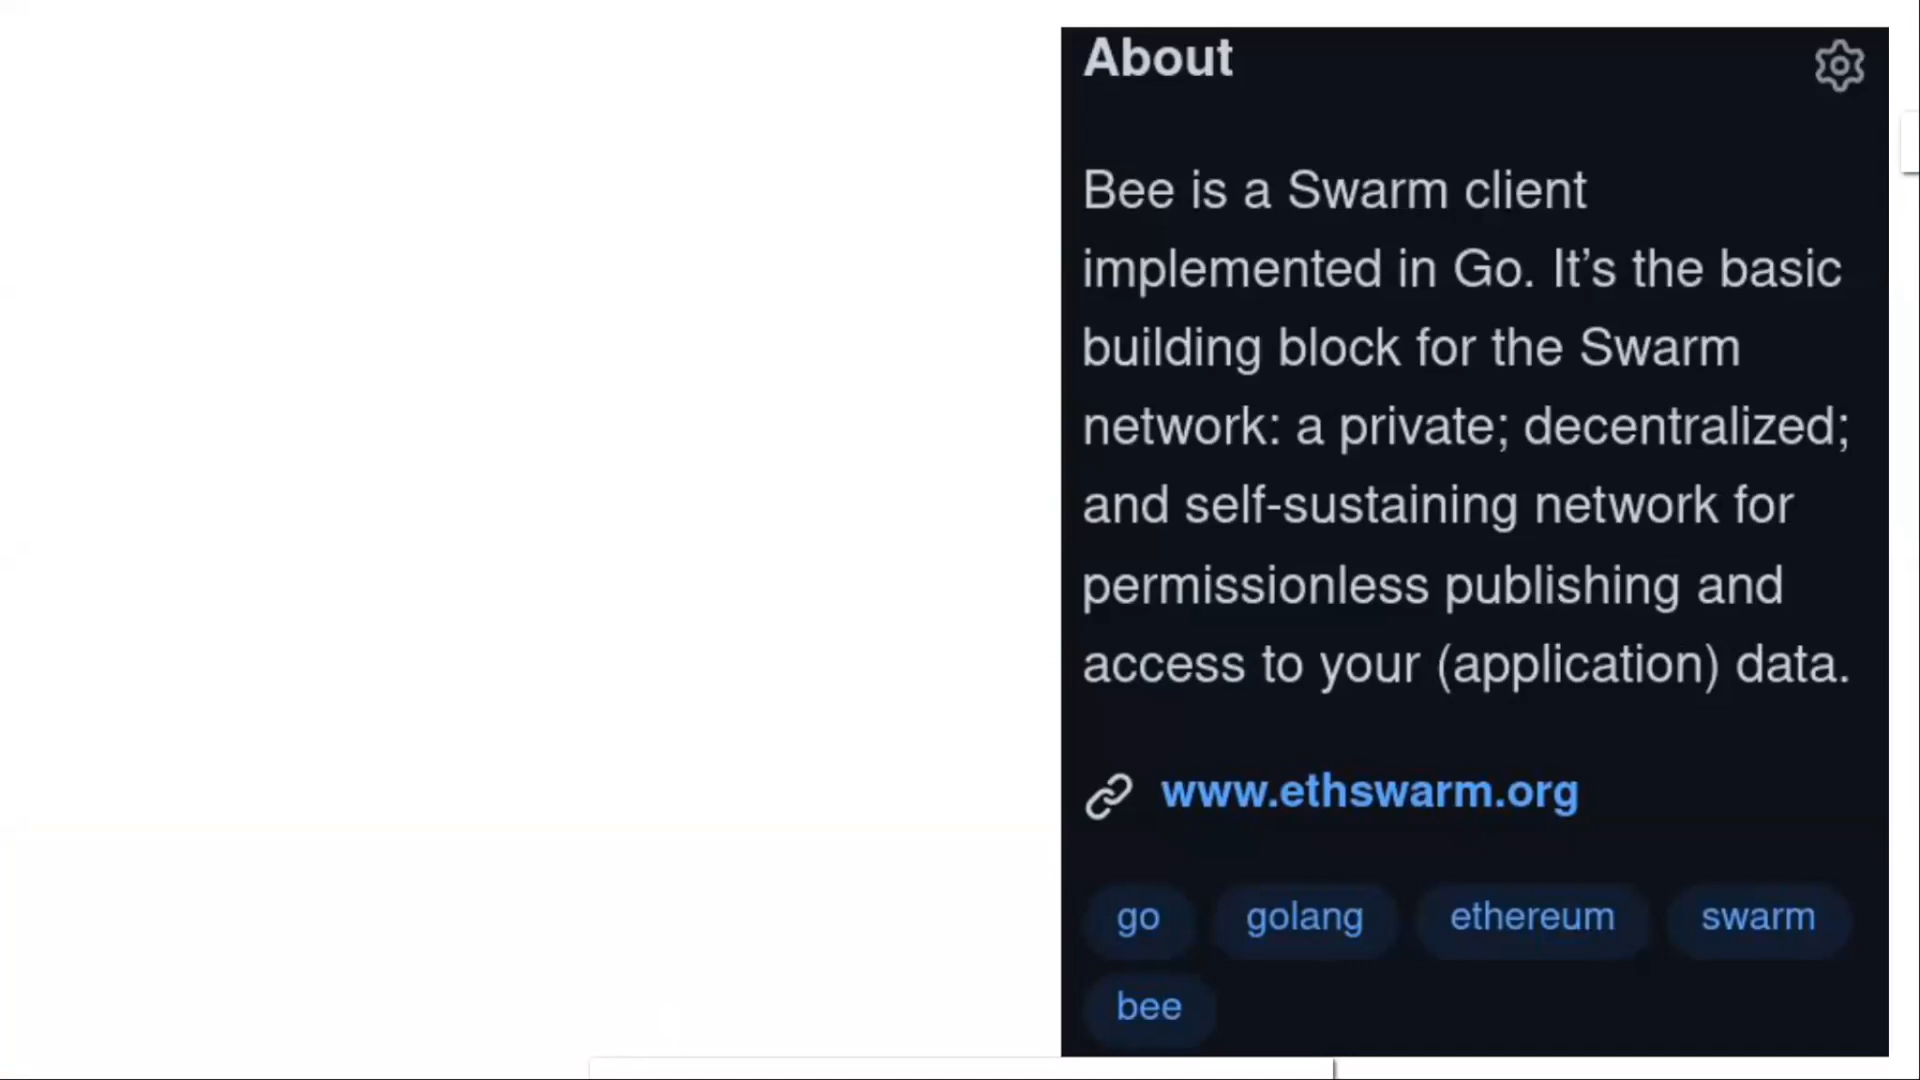 About
Bee is a Swarm client
implemented in Go. It’s the basic
building block for the Swarm
network: a private; decentralized;
and self-sustaining network for
permissionless publishing and
access to your (application) data.
www.ethswarm.org
go golang ethereum swarm
bee